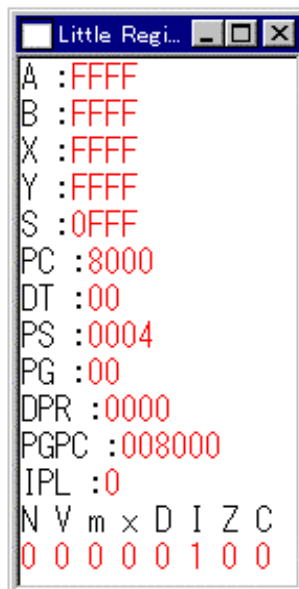 Little Regi...
A :FFFF
B :FFFF
X :FFFF
Y :FFFF
S :0FFF
PC :8000
DT :00
PS :0004
PG :00
DPR :0000
PGPC :008000
IPL :0
N V m x D I Z C
0 0 0 0 0 1 0 0